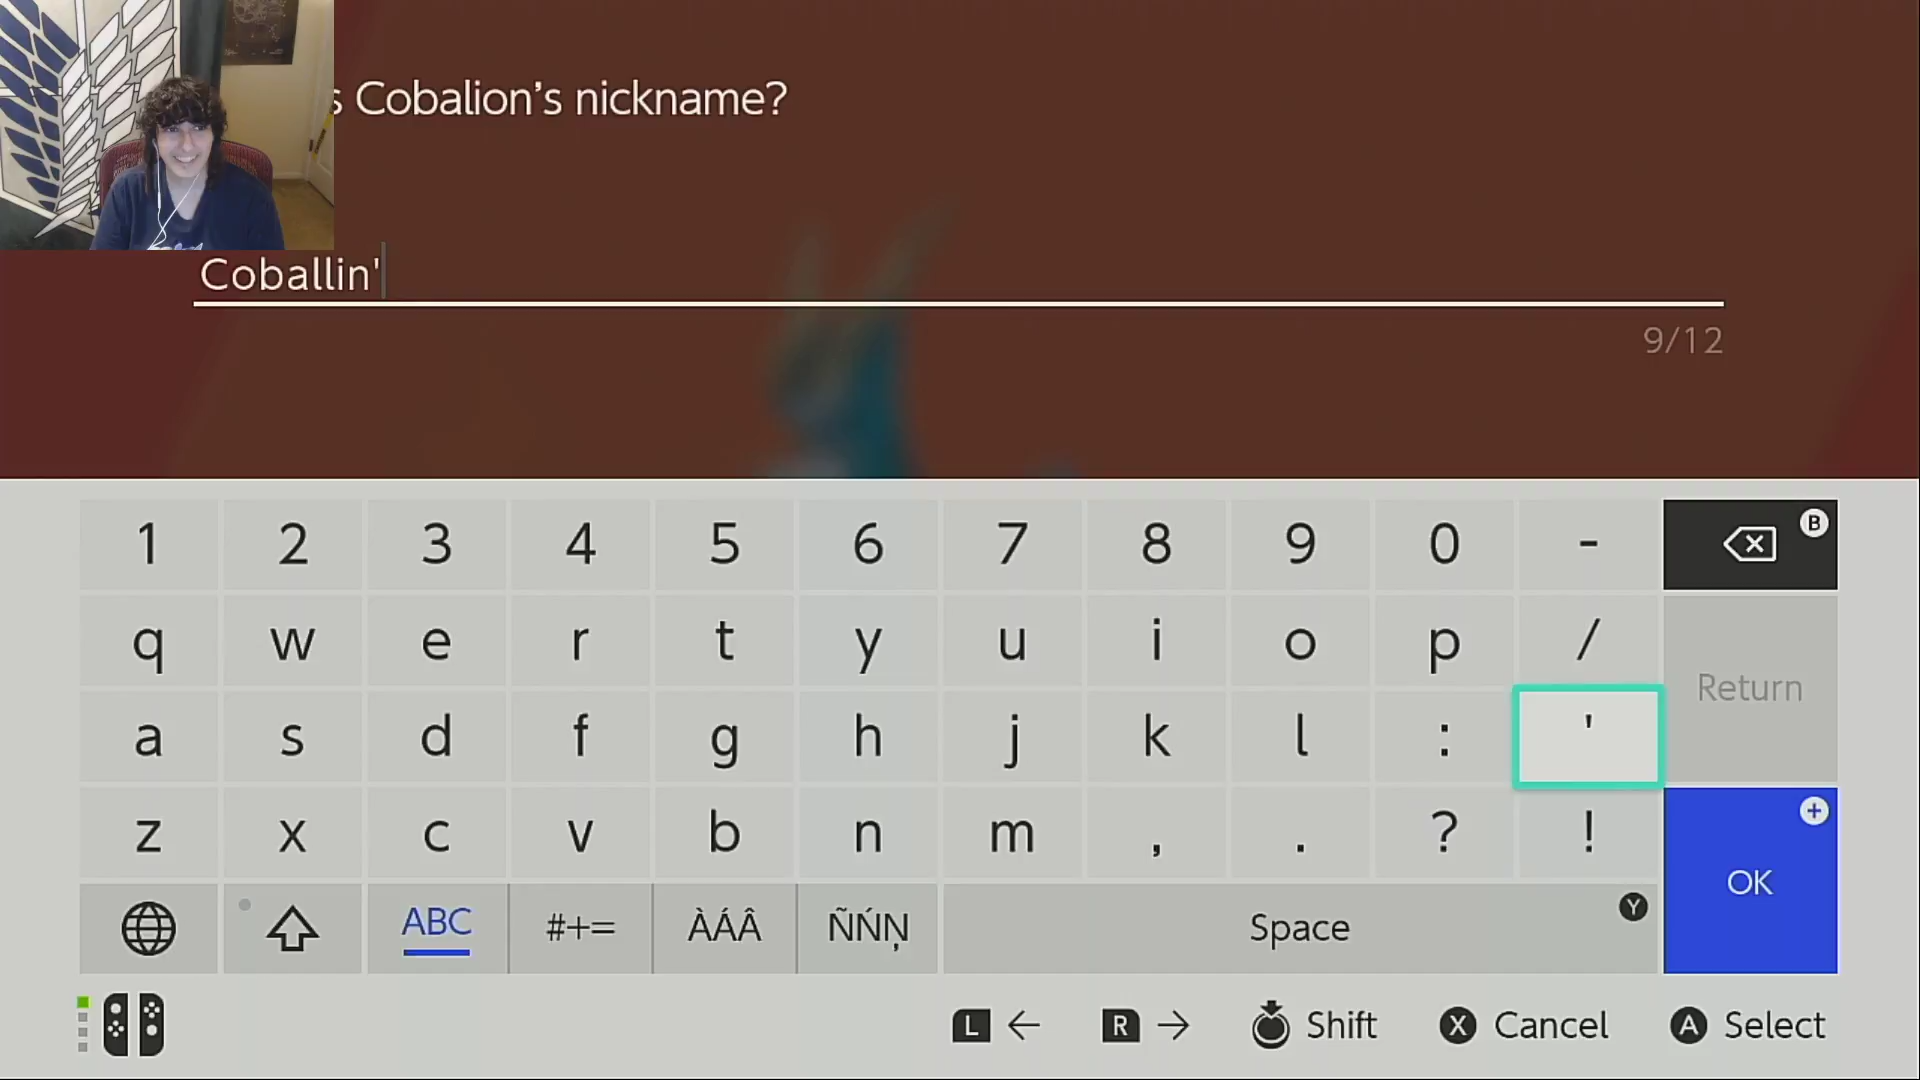 s Cobalion’s nickname?
Coballin'
9/12
1 2 3 4 5 6 7 8 9 0 - B
q w e r t y u i o p / Return
a s d f g h j k l : '
z x c v b n m , . ? ! + OK
ABC #+= ÀÁÂ ÑŃŅ Space Y
L ← R → Shift X Cancel A Select